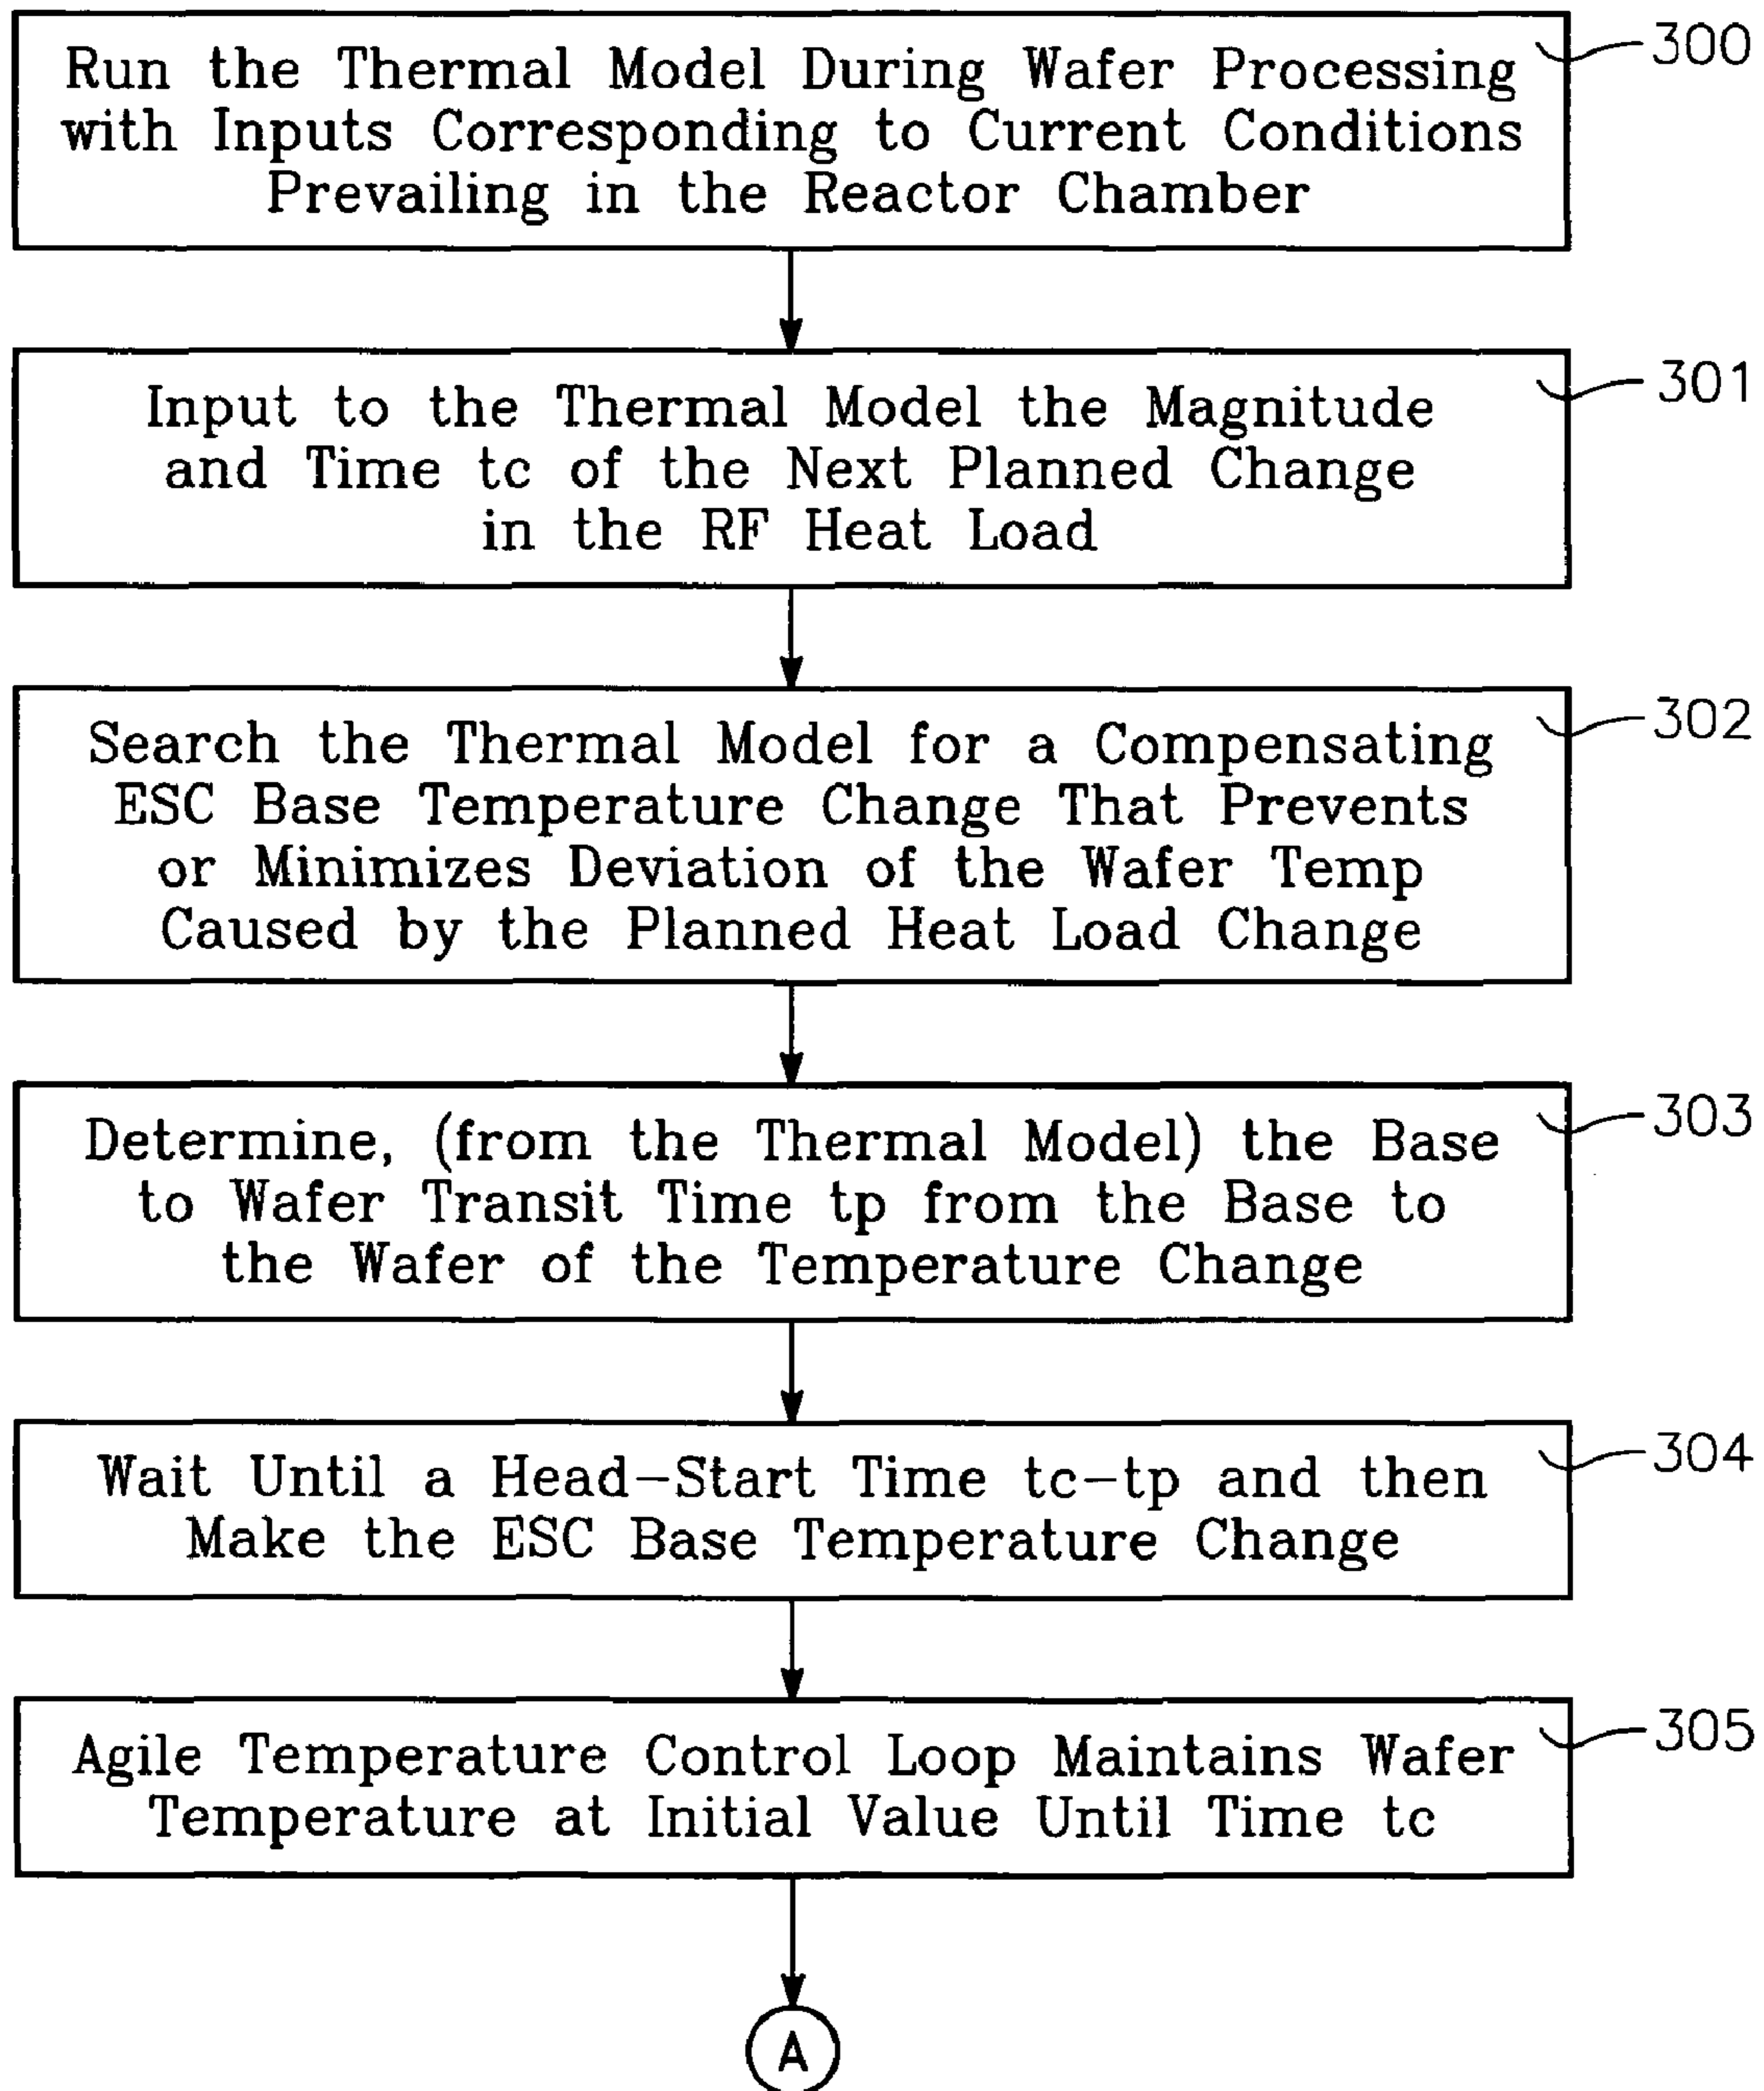 Run the Thermal Model During Wafer Processing
with Inputs Corresponding to Current Conditions
Prevailing in the Reactor Chamber
300
Input to the Thermal Model the Magnitude
and Time tc of the Next Planned Change
in the RF Heat Load
301
Search the Thermal Model for a Compensating
ESC Base Temperature Change That Prevents
or Minimizes Deviation of the Wafer Temp
Caused by the Planned Heat Load Change
302
Determine, (from the Thermal Model) the Base
to Wafer Transit Time tp from the Base to
the Wafer of the Temperature Change
303
Wait Until a Head-Start Time tc-tp and then
Make the ESC Base Temperature Change
304
Agile Temperature Control Loop Maintains Wafer
Temperature at Initial Value Until Time tc
305
A